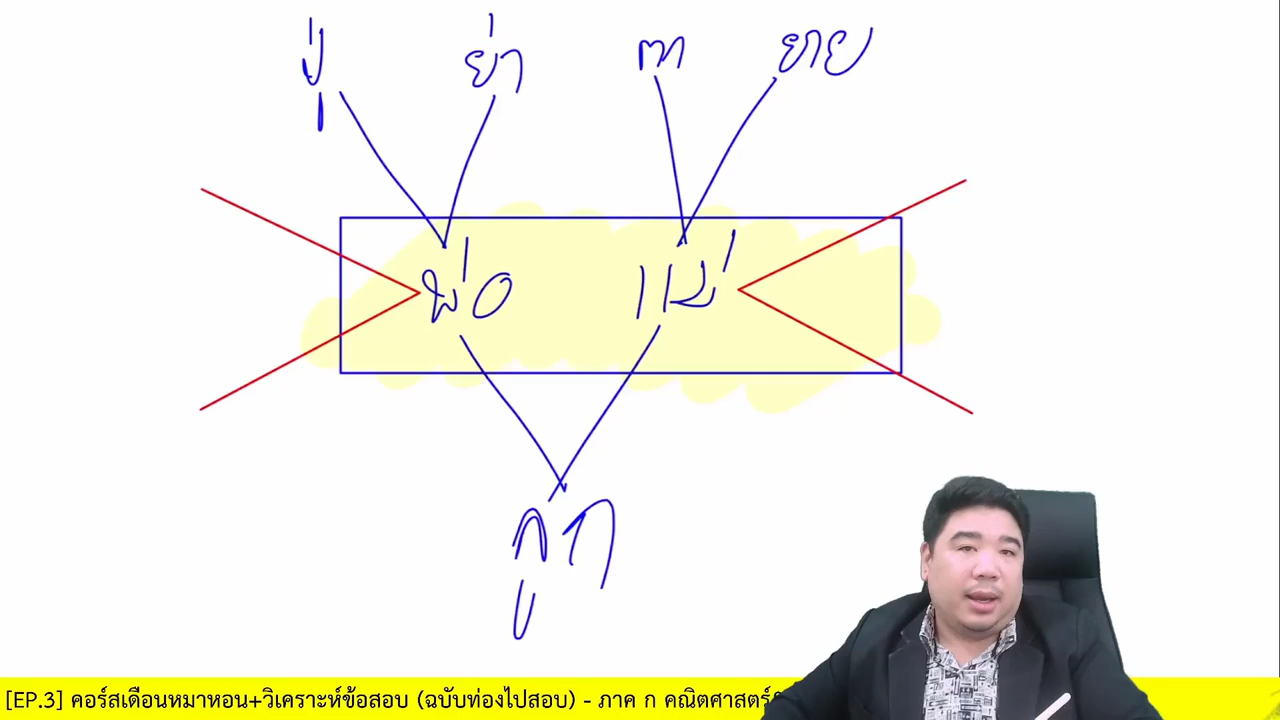 ปู่ ย่า ตา ยาย
พ่อ แม่
ลูก
[EP.3] คอร์สเดือนหมาหอน+วิเคราะห์ข้อสอบ (ฉบับท่องไปสอบ) - ภาค ก คณิตศาสตร์